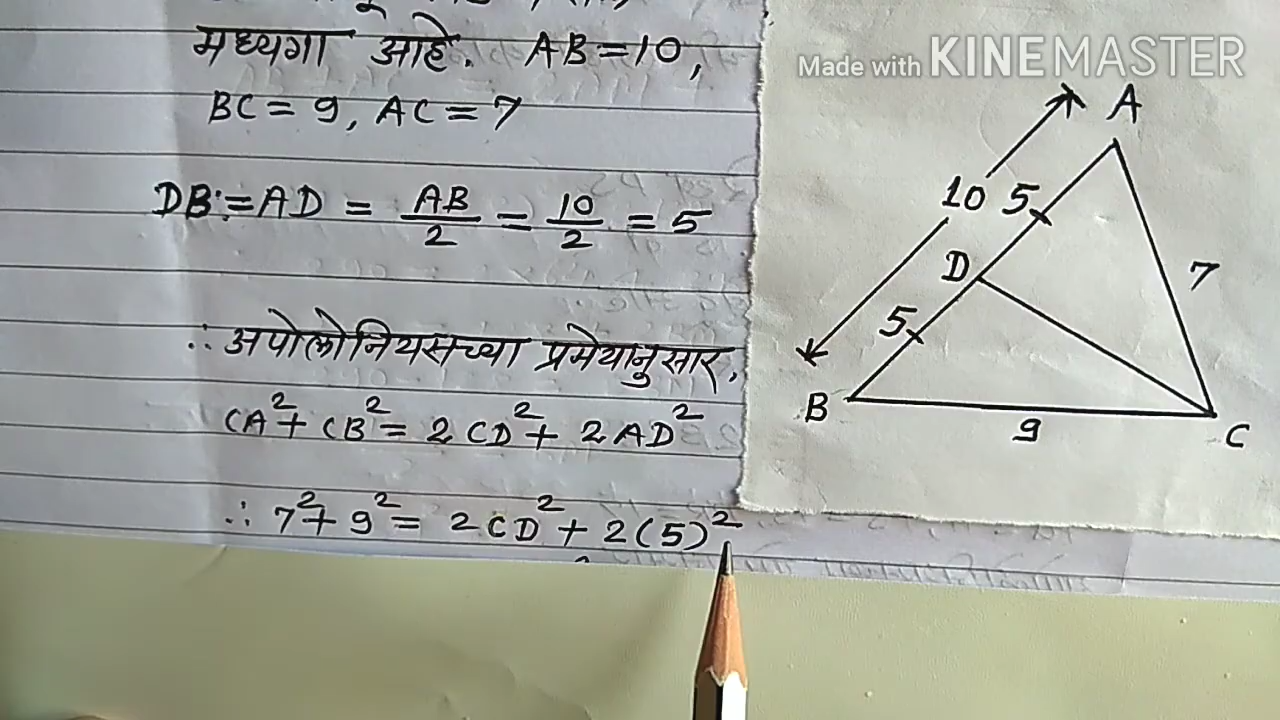 मध्यगा आहे. AB=10,
BC = 9, AC = 7
DB:=AD = AB/2 = 10/2 = 5
∴ अपोलोनियसच्या प्रमेयानुसार,
CA²+ CB² = 2CD²+ 2AD²
∴ 7²+ 9² = 2CD²+ 2(5)²
Made with KINEMASTER
A
10 5
D
7
5
B
9
C